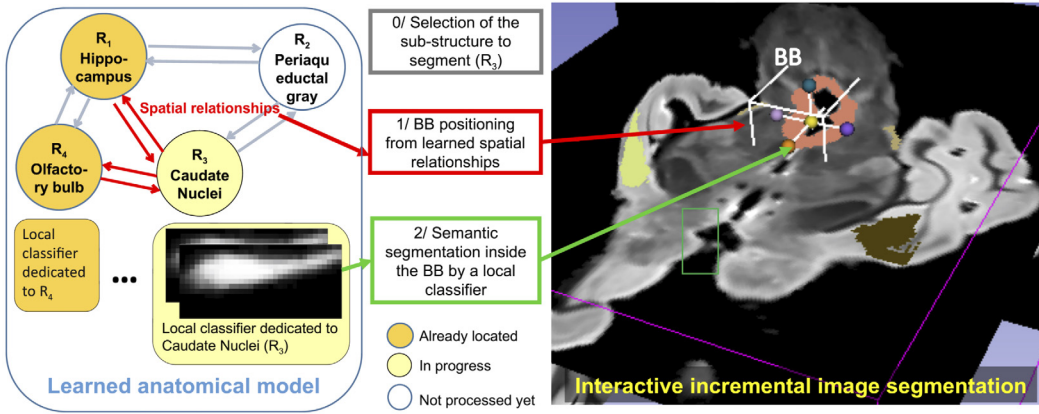 R1
Hippo-
campus
R2
Periaqu
eductal
gray
Spatial relationships
R4
Olfacto-
ry bulb
R3
Caudate
Nuclei
Local
classifier
dedicated
to R4
...
Local classifier dedicated to
Caudate Nuclei (R3)
Learned anatomical model
0/ Selection of the
sub-structure to
segment (R3)
1/ BB positioning
from learned spatial
relationships
2/ Semantic
segmentation inside
the BB by a local
classifier
Already located
In progress
Not processed yet
BB
Interactive incremental image segmentation